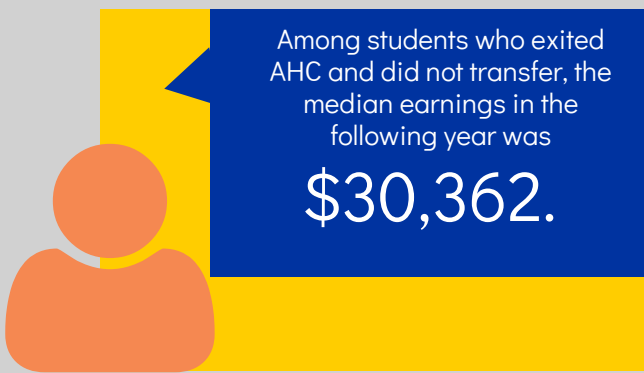 Among students who exited
AHC and did not transfer, the
median earnings in the
following year was
$30,362.